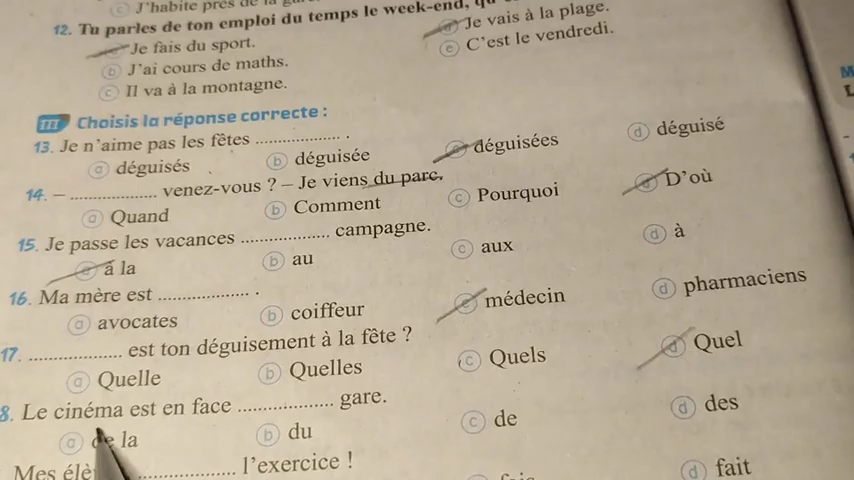 c J'habite près de la
12. Tu parles de ton emploi du temps le week-end,
Je fais du sport.
d Je vais à la plage.
b J'ai cours de maths.
e C'est le vendredi.
c Il va à la montagne.
III Choisis la réponse correcte :
13. Je n'aime pas les fêtes .................... .
a déguisés b déguisée c déguisées d déguisé
14. – .................... venez-vous ? – Je viens du parc.
a Quand b Comment c Pourquoi d D'où
15. Je passe les vacances .................... campagne.
a à la b au c aux d à
16. Ma mère est .................... .
a avocates b coiffeur c médecin d pharmaciens
17. .................... est ton déguisement à la fête ?
a Quelle b Quelles c Quels d Quel
8. Le cinéma est en face .................... gare.
a de la b du c de d des
Mes .................... l'exercice !
d fait